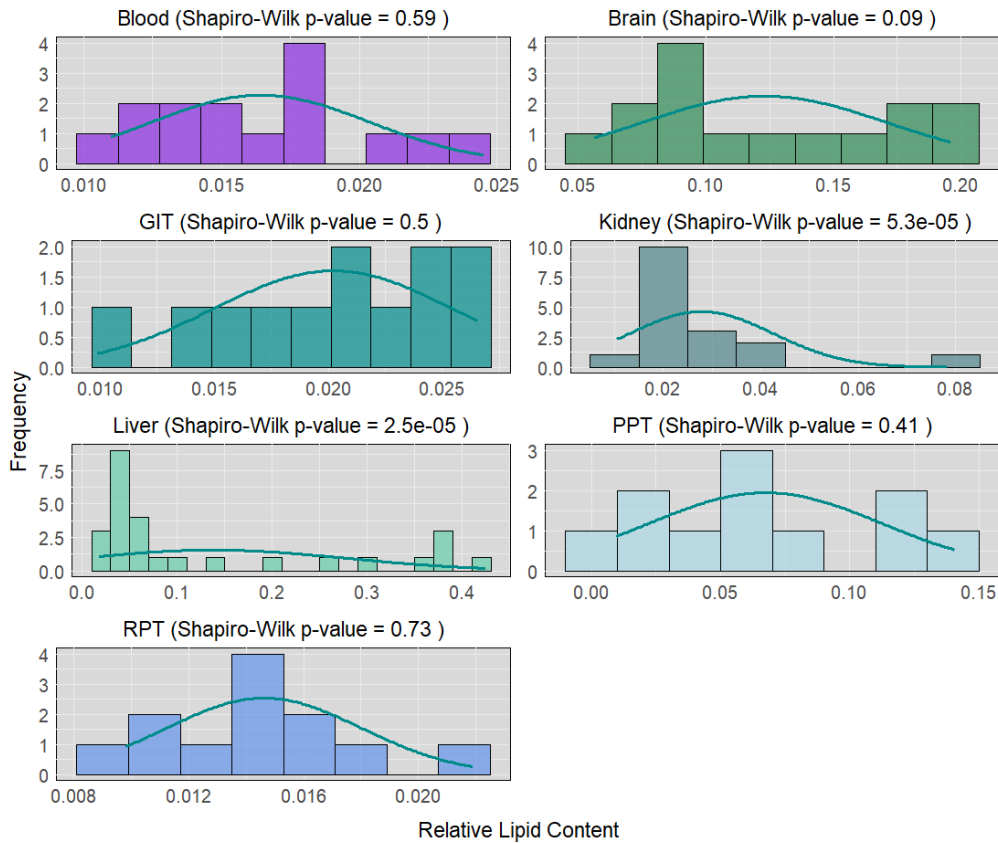 Blood (Shapiro-Wilk p-value = 0.59 )
4
3
2
1
0
0.010 0.015 0.020 0.025
Brain (Shapiro-Wilk p-value = 0.09 )
4
3
2
1
0
0.05 0.10 0.15 0.20
GIT (Shapiro-Wilk p-value = 0.5 )
2.0
1.5
1.0
0.5
0.0
0.010 0.015 0.020 0.025
Kidney (Shapiro-Wilk p-value = 5.3e-05 )
10.0
7.5
5.0
2.5
0.0
0.02 0.04 0.06 0.08
Frequency
Liver (Shapiro-Wilk p-value = 2.5e-05 )
7.5
5.0
2.5
0.0
0.0 0.1 0.2 0.3 0.4
PPT (Shapiro-Wilk p-value = 0.41 )
3
2
1
0
0.00 0.05 0.10 0.15
RPT (Shapiro-Wilk p-value = 0.73 )
4
3
2
1
0
0.008 0.012 0.016 0.020
Relative Lipid Content